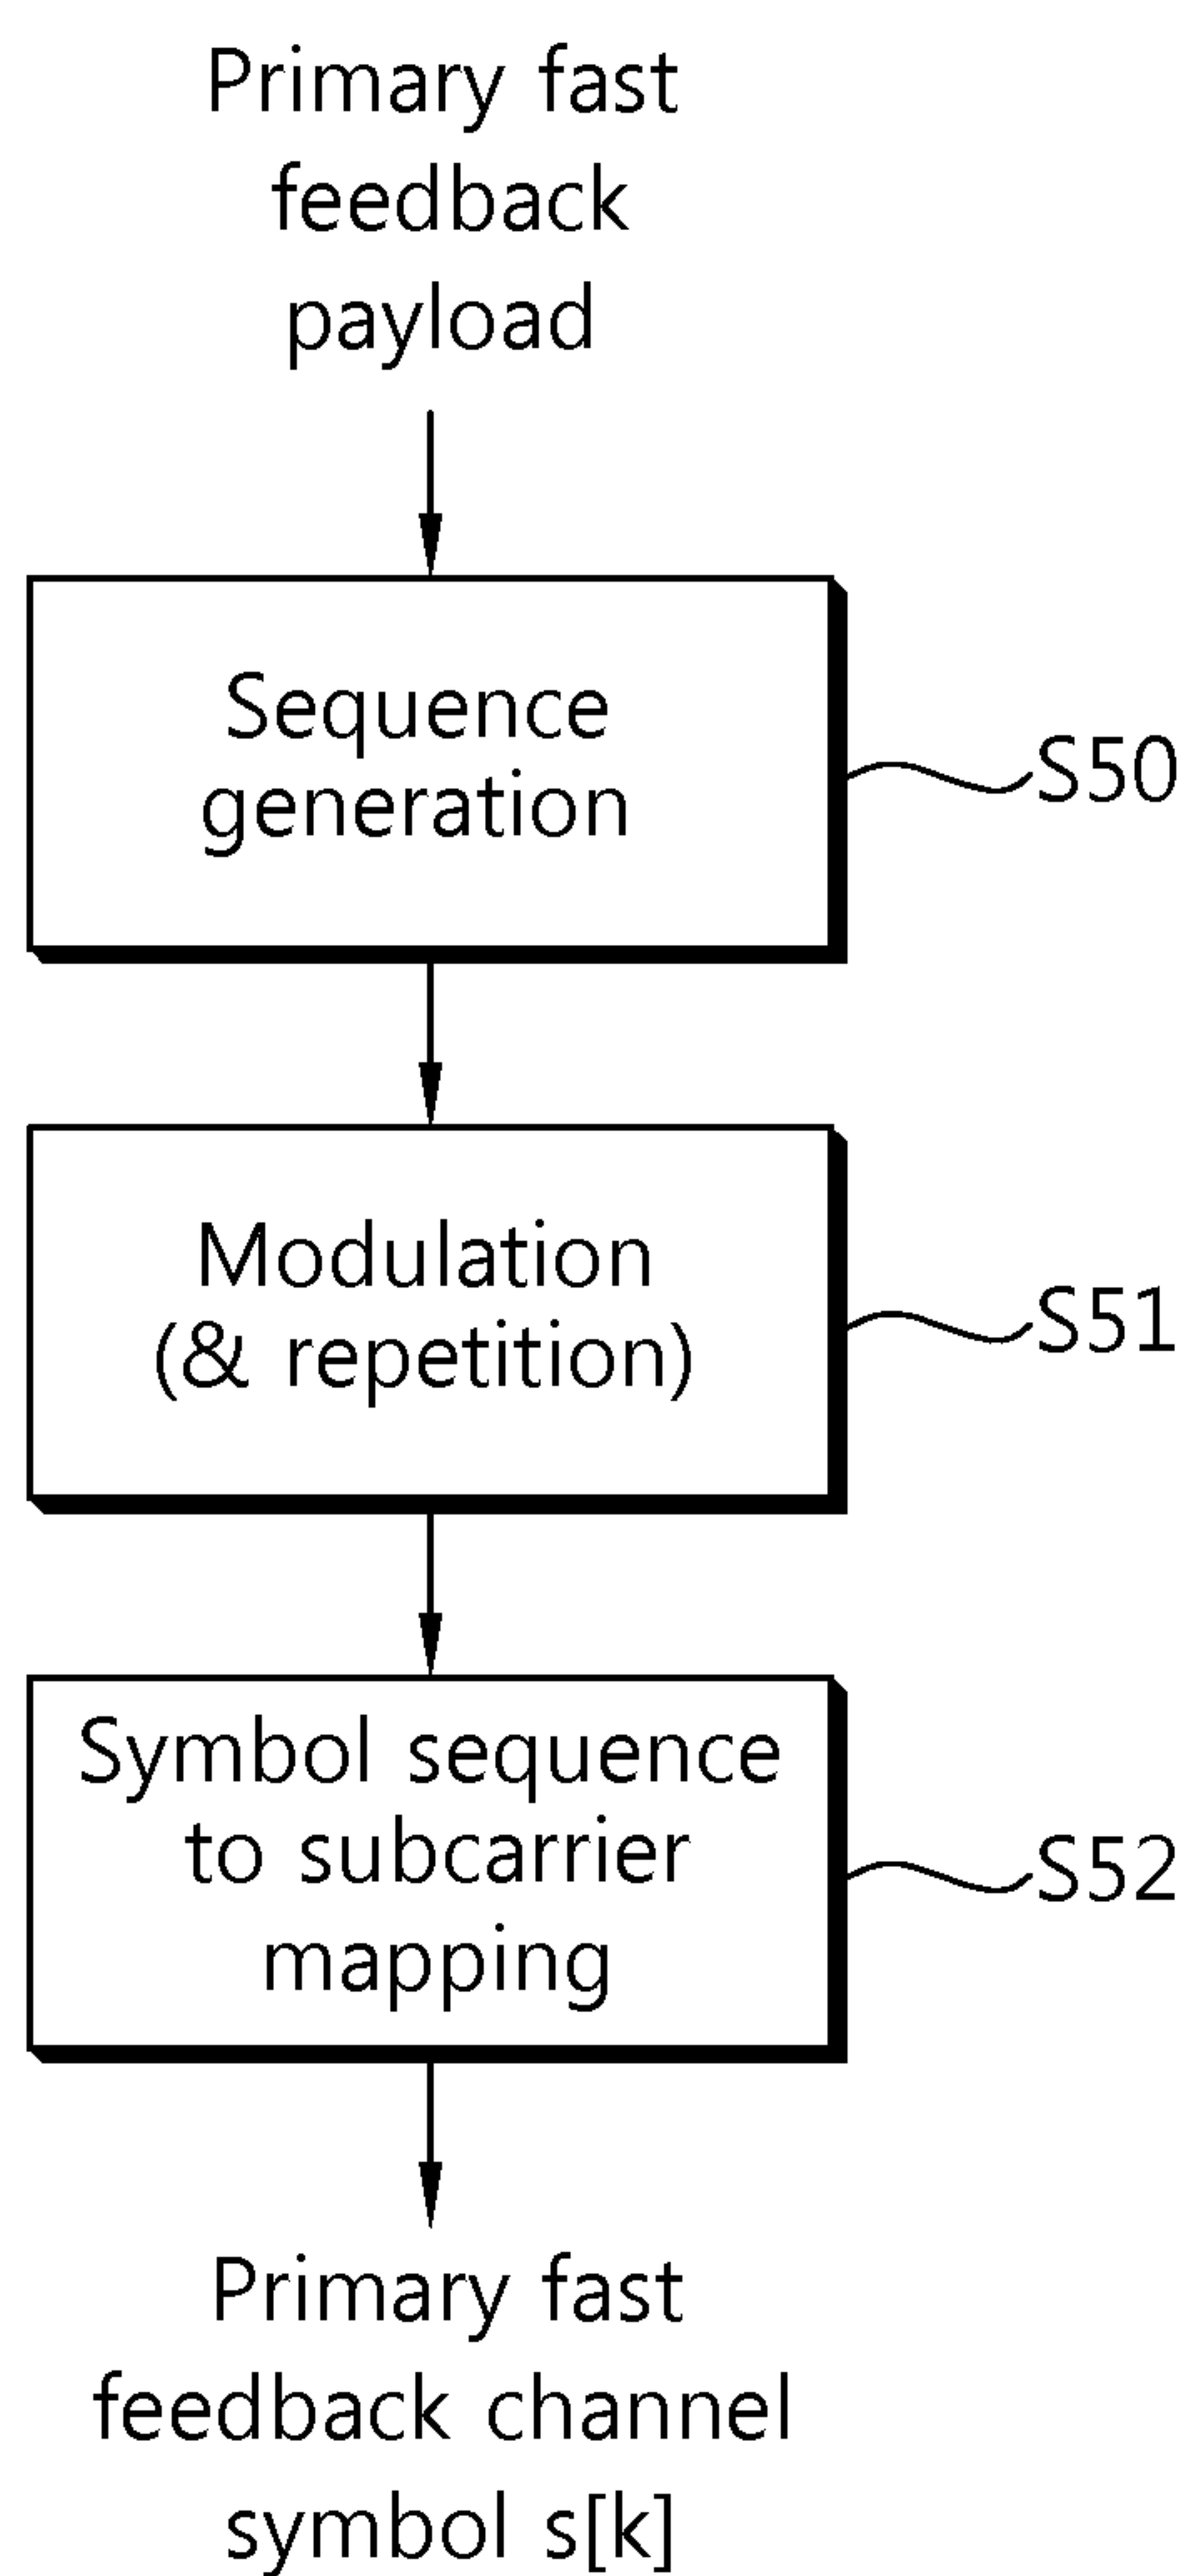 Primary fast
feedback
payload
Sequence
generation
S50
Modulation
(& repetition)
S51
Symbol sequence
to subcarrier
mapping
S52
Primary fast
feedback channel
symbol s[k]